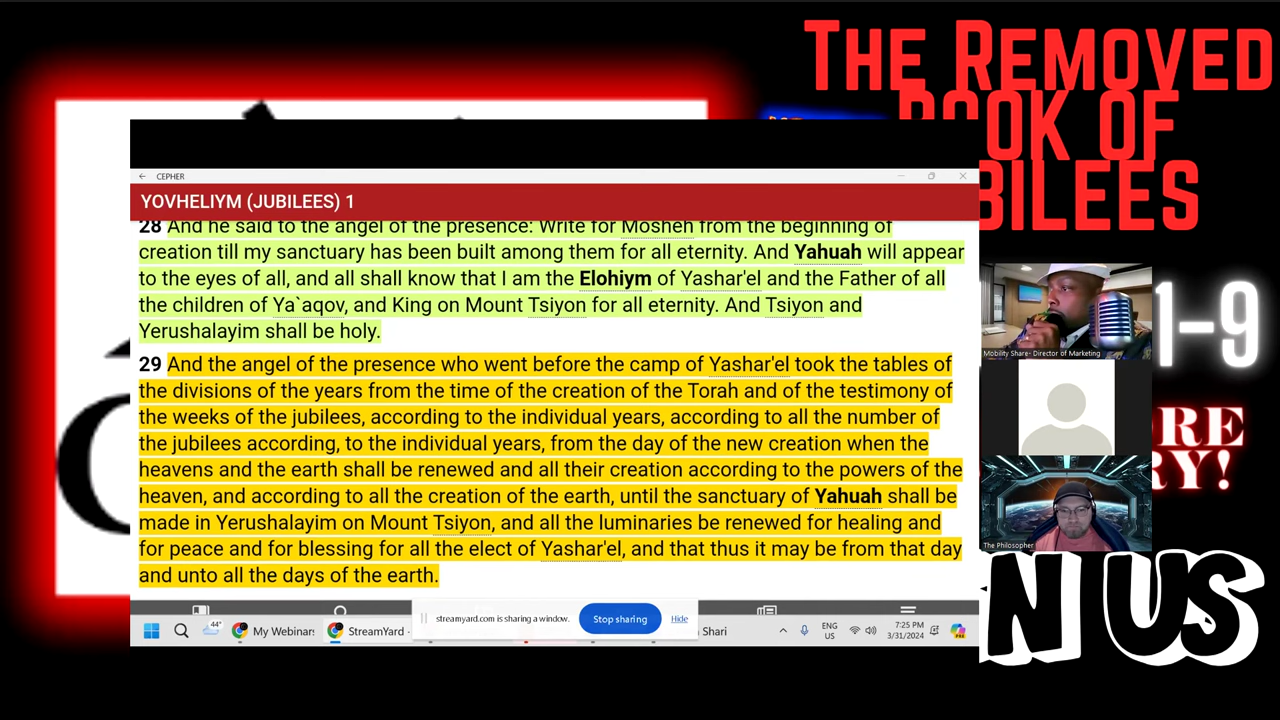 THE REMOVED
BOOK OF
BILEES
CEPHER
YOVHELIYM (JUBILEES) 1
28 And he said to the angel of the presence: Write for Mosheh from the beginning of
creation till my sanctuary has been built among them for all eternity. And Yahuah will appear
to the eyes of all, and all shall know that I am the Elohiym of Yashar'el and the Father of all
the children of Ya`aqov, and King on Mount Tsiyon for all eternity. And Tsiyon and
Yerushalayim shall be holy.
29 And the angel of the presence who went before the camp of Yashar'el took the tables of
the divisions of the years from the time of the creation of the Torah and of the testimony of
the weeks of the jubilees, according to the individual years, according to all the number of
the jubilees according, to the individual years, from the day of the new creation when the
heavens and the earth shall be renewed and all their creation according to the powers of the
heaven, and according to all the creation of the earth, until the sanctuary of Yahuah shall be
made in Yerushalayim on Mount Tsiyon, and all the luminaries be renewed for healing and
for peace and for blessing for all the elect of Yashar'el, and that thus it may be from that day
and unto all the days of the earth.
1-9
Mobility Share- Director of Marketing
RE
RY!
The Philosopher
N US
streamyard.com is sharing a window.
Stop sharing
Hide
44°
My Webinar
StreamYard -
Shari
ENG
US
7:25 PM
3/31/2024